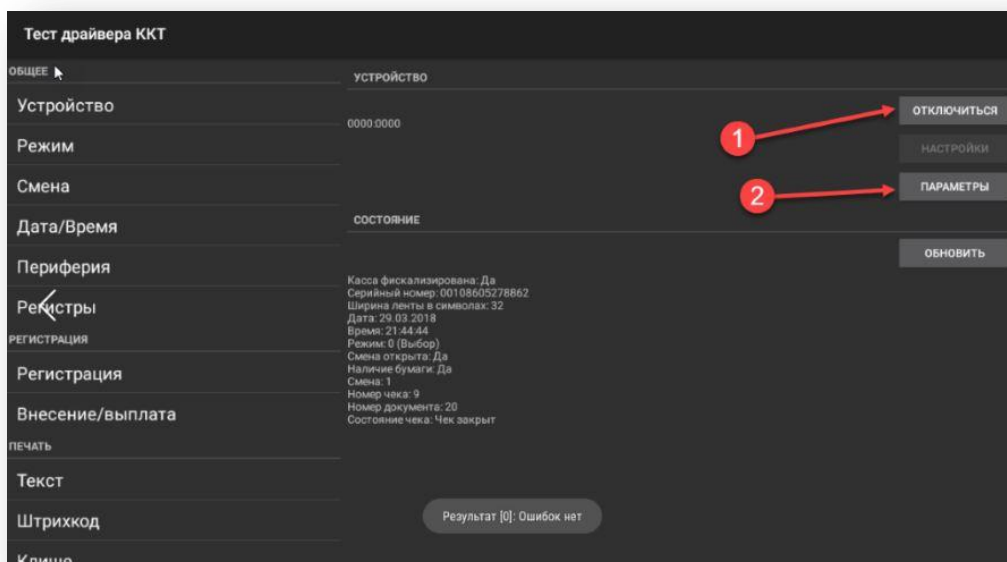 Тест драйвера ККТ
ОБЩЕЕ
Устройство
Режим
Смена
Дата/Время
Периферия
Регистры
РЕГИСТРАЦИЯ
Регистрация
Внесение/выплата
ПЕЧАТЬ
Текст
Штрихкод
Клише
УСТРОЙСТВО
0000:0000
1
ОТКЛЮЧИТЬСЯ
НАСТРОЙКИ
2
ПАРАМЕТРЫ
СОСТОЯНИЕ
ОБНОВИТЬ
Касса фискализирована: Да
Серийный номер: 00108605278862
Ширина ленты в символах: 32
Дата: 29.03.2018
Время: 21:44:44
Режим: 0 (Выбор)
Смена открыта: Да
Наличие бумаги: Да
Смена: 1
Номер чека: 9
Номер документа: 20
Состояние чека: Чек закрыт
Результат [0]: Ошибок нет